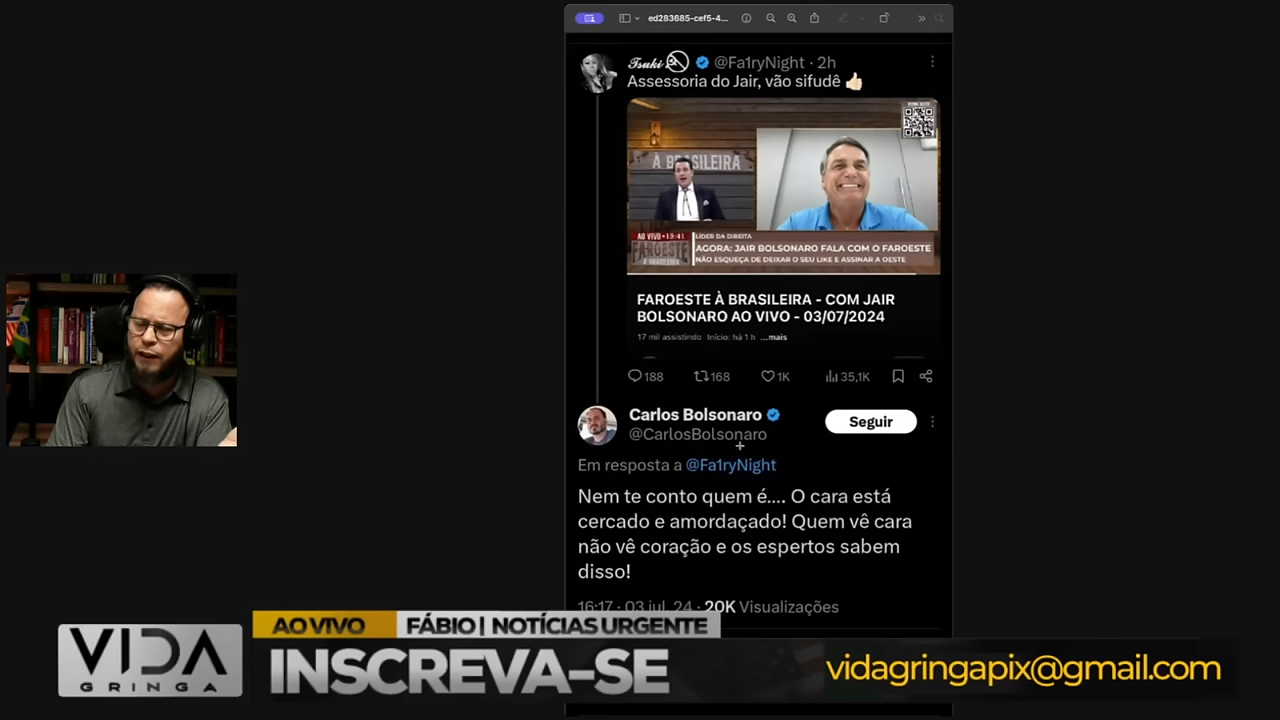 ed283685-cef5-4...
Tsuki @Fa1ryNight · 2h
Assessoria do Jair, vão sifudê 👍🏻
À BRASILEIRA
AO VIVO • 15:41
LÍDER DA DIREITA
FAROESTE
AGORA: JAIR BOLSONARO FALA COM O FAROESTE
NÃO ESQUEÇA DE DEIXAR O SEU LIKE E ASSINAR A OESTE
FAROESTE À BRASILEIRA - COM JAIR
BOLSONARO AO VIVO - 03/07/2024
17 mil assistindo Início: há 1 h ...mais
188 168 1K 35,1K
Carlos Bolsonaro
@CarlosBolsonaro
Seguir
Em resposta a @Fa1ryNight
Nem te conto quem é.... O cara está
cercado e amordaçado! Quem vê cara
não vê coração e os espertos sabem
disso!
16:17 · 03 jul. 24 · 20K Visualizações
AO VIVO FÁBIO | NOTÍCIAS URGENTE
VIDA
GRINGA
INSCREVA-SE
vidagringapix@gmail.com